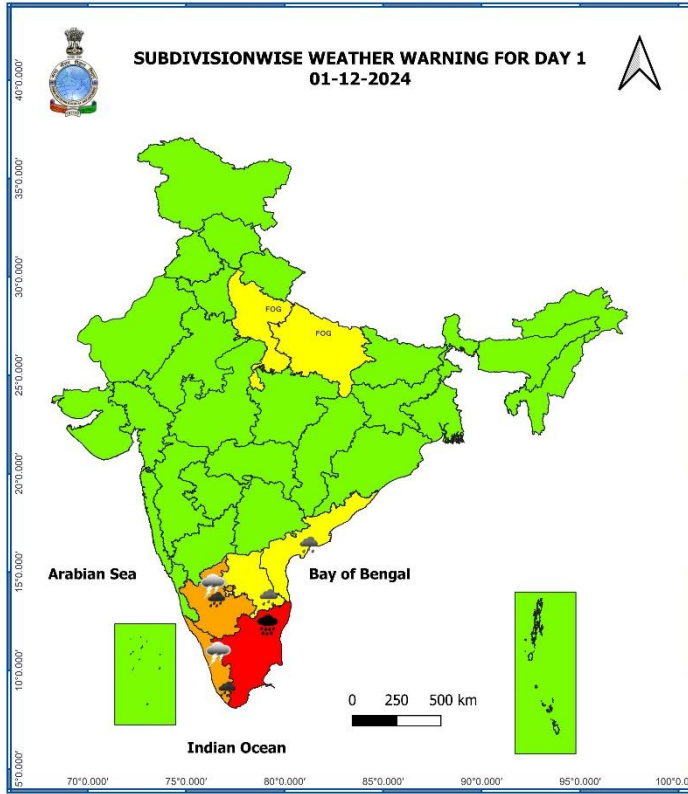 SUBDIVISIONWISE WEATHER WARNING FOR DAY 1
01-12-2024
40°0.000'
35°0.000'
30°0.000'
25°0.000'
20°0.000'
15°0.000'
10°0.000'
5°0.000'
FOG
FOG
Arabian Sea
Bay of Bengal
0 250 500 km
Indian Ocean
70°0.000' 75°0.000' 80°0.000' 85°0.000' 90°0.000' 95°0.000' 100°0.0